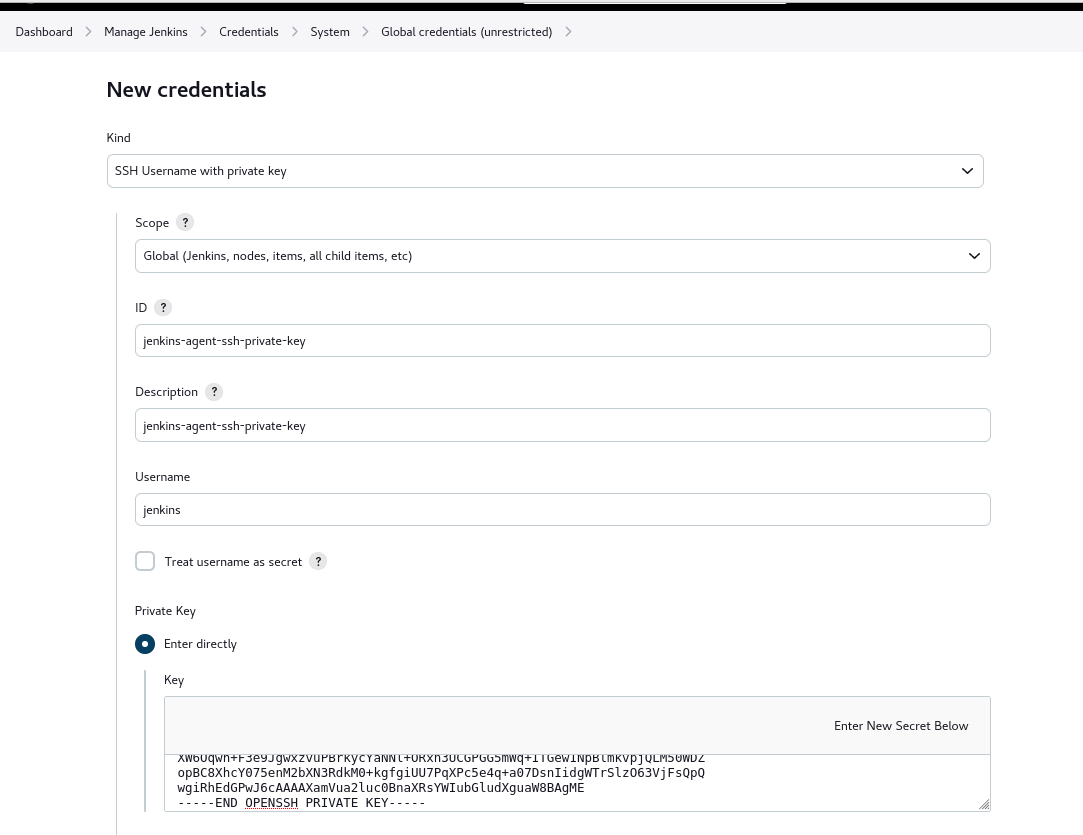 Dashboard
Manage Jenkins
Credentials
System
Global credentials (unrestricted)
New credentials
Kind
SSH Username with private key
Scope ?
Global (Jenkins, nodes, items, all child items, etc)
ID ?
jenkins-agent-ssh-private-key
Description ?
jenkins-agent-ssh-private-key
Username
jenkins
Treat username as secret ?
Private Key
Enter directly
Key
Enter New Secret Below
opBC8XhcY075enM2bXN3RdkM0+kgfgiUU7PqXPc5e4q+a07DsnIidgWTrSlzO63VjFsQpQ
wgiRhEdGPwJ6cAAAAXamVua2luc0BnaXRsYWIubGludXguaW8BAgME
-----END OPENSSH PRIVATE KEY-----